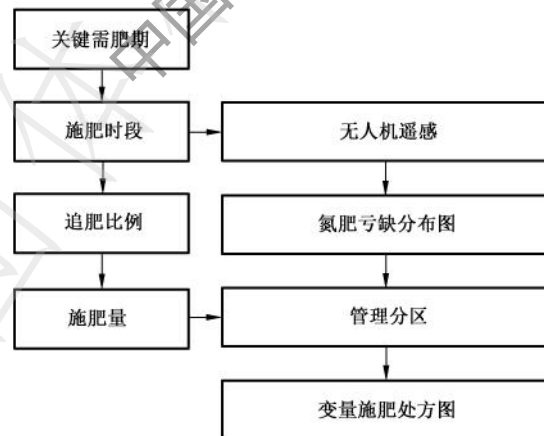 关键需肥期
施肥时段
无人机遥感
追肥比例
氮肥亏缺分布图
施肥量
管理分区
变量施肥处方图
中国